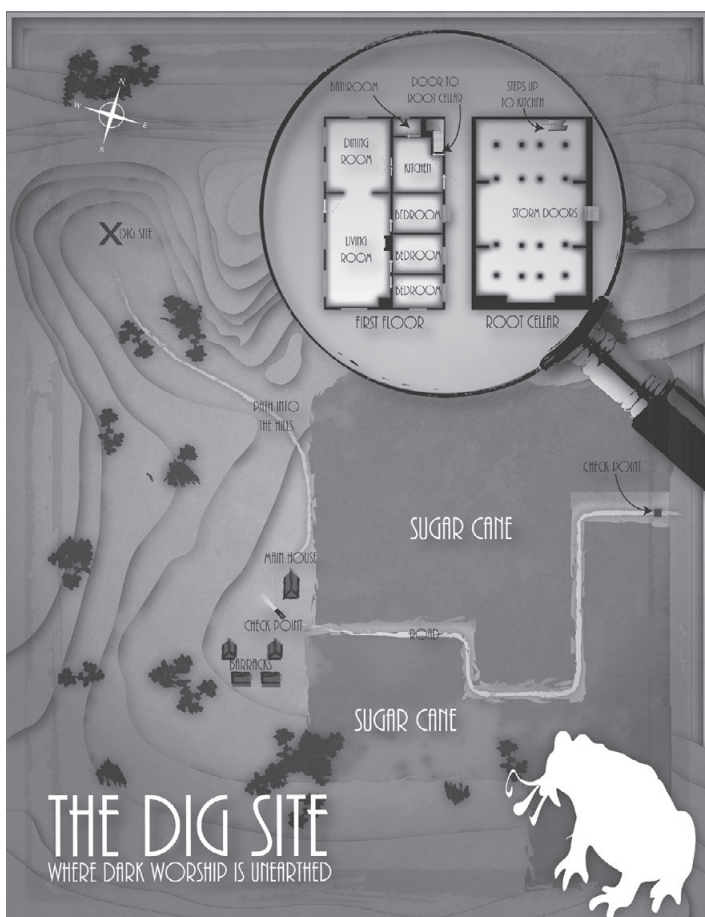 N
W
E
S
BATHROOM
DOOR TO
ROOT CELLAR
STEPS UP
TO KITCHEN
DINING
ROOM
KITCHEN
LIVING
ROOM
BEDROOM
BEDROOM
BEDROOM
STORM DOORS
FIRST FLOOR
ROOT CELLAR
X DIG SITE
PATH INTO
THE HILLS
CHECK POINT
SUGAR CANE
MAIN HOUSE
CHECK POINT
ROAD
BARRACKS
SUGAR CANE
THE DIG SITE
WHERE DARK WORSHIP IS UNEARTHED